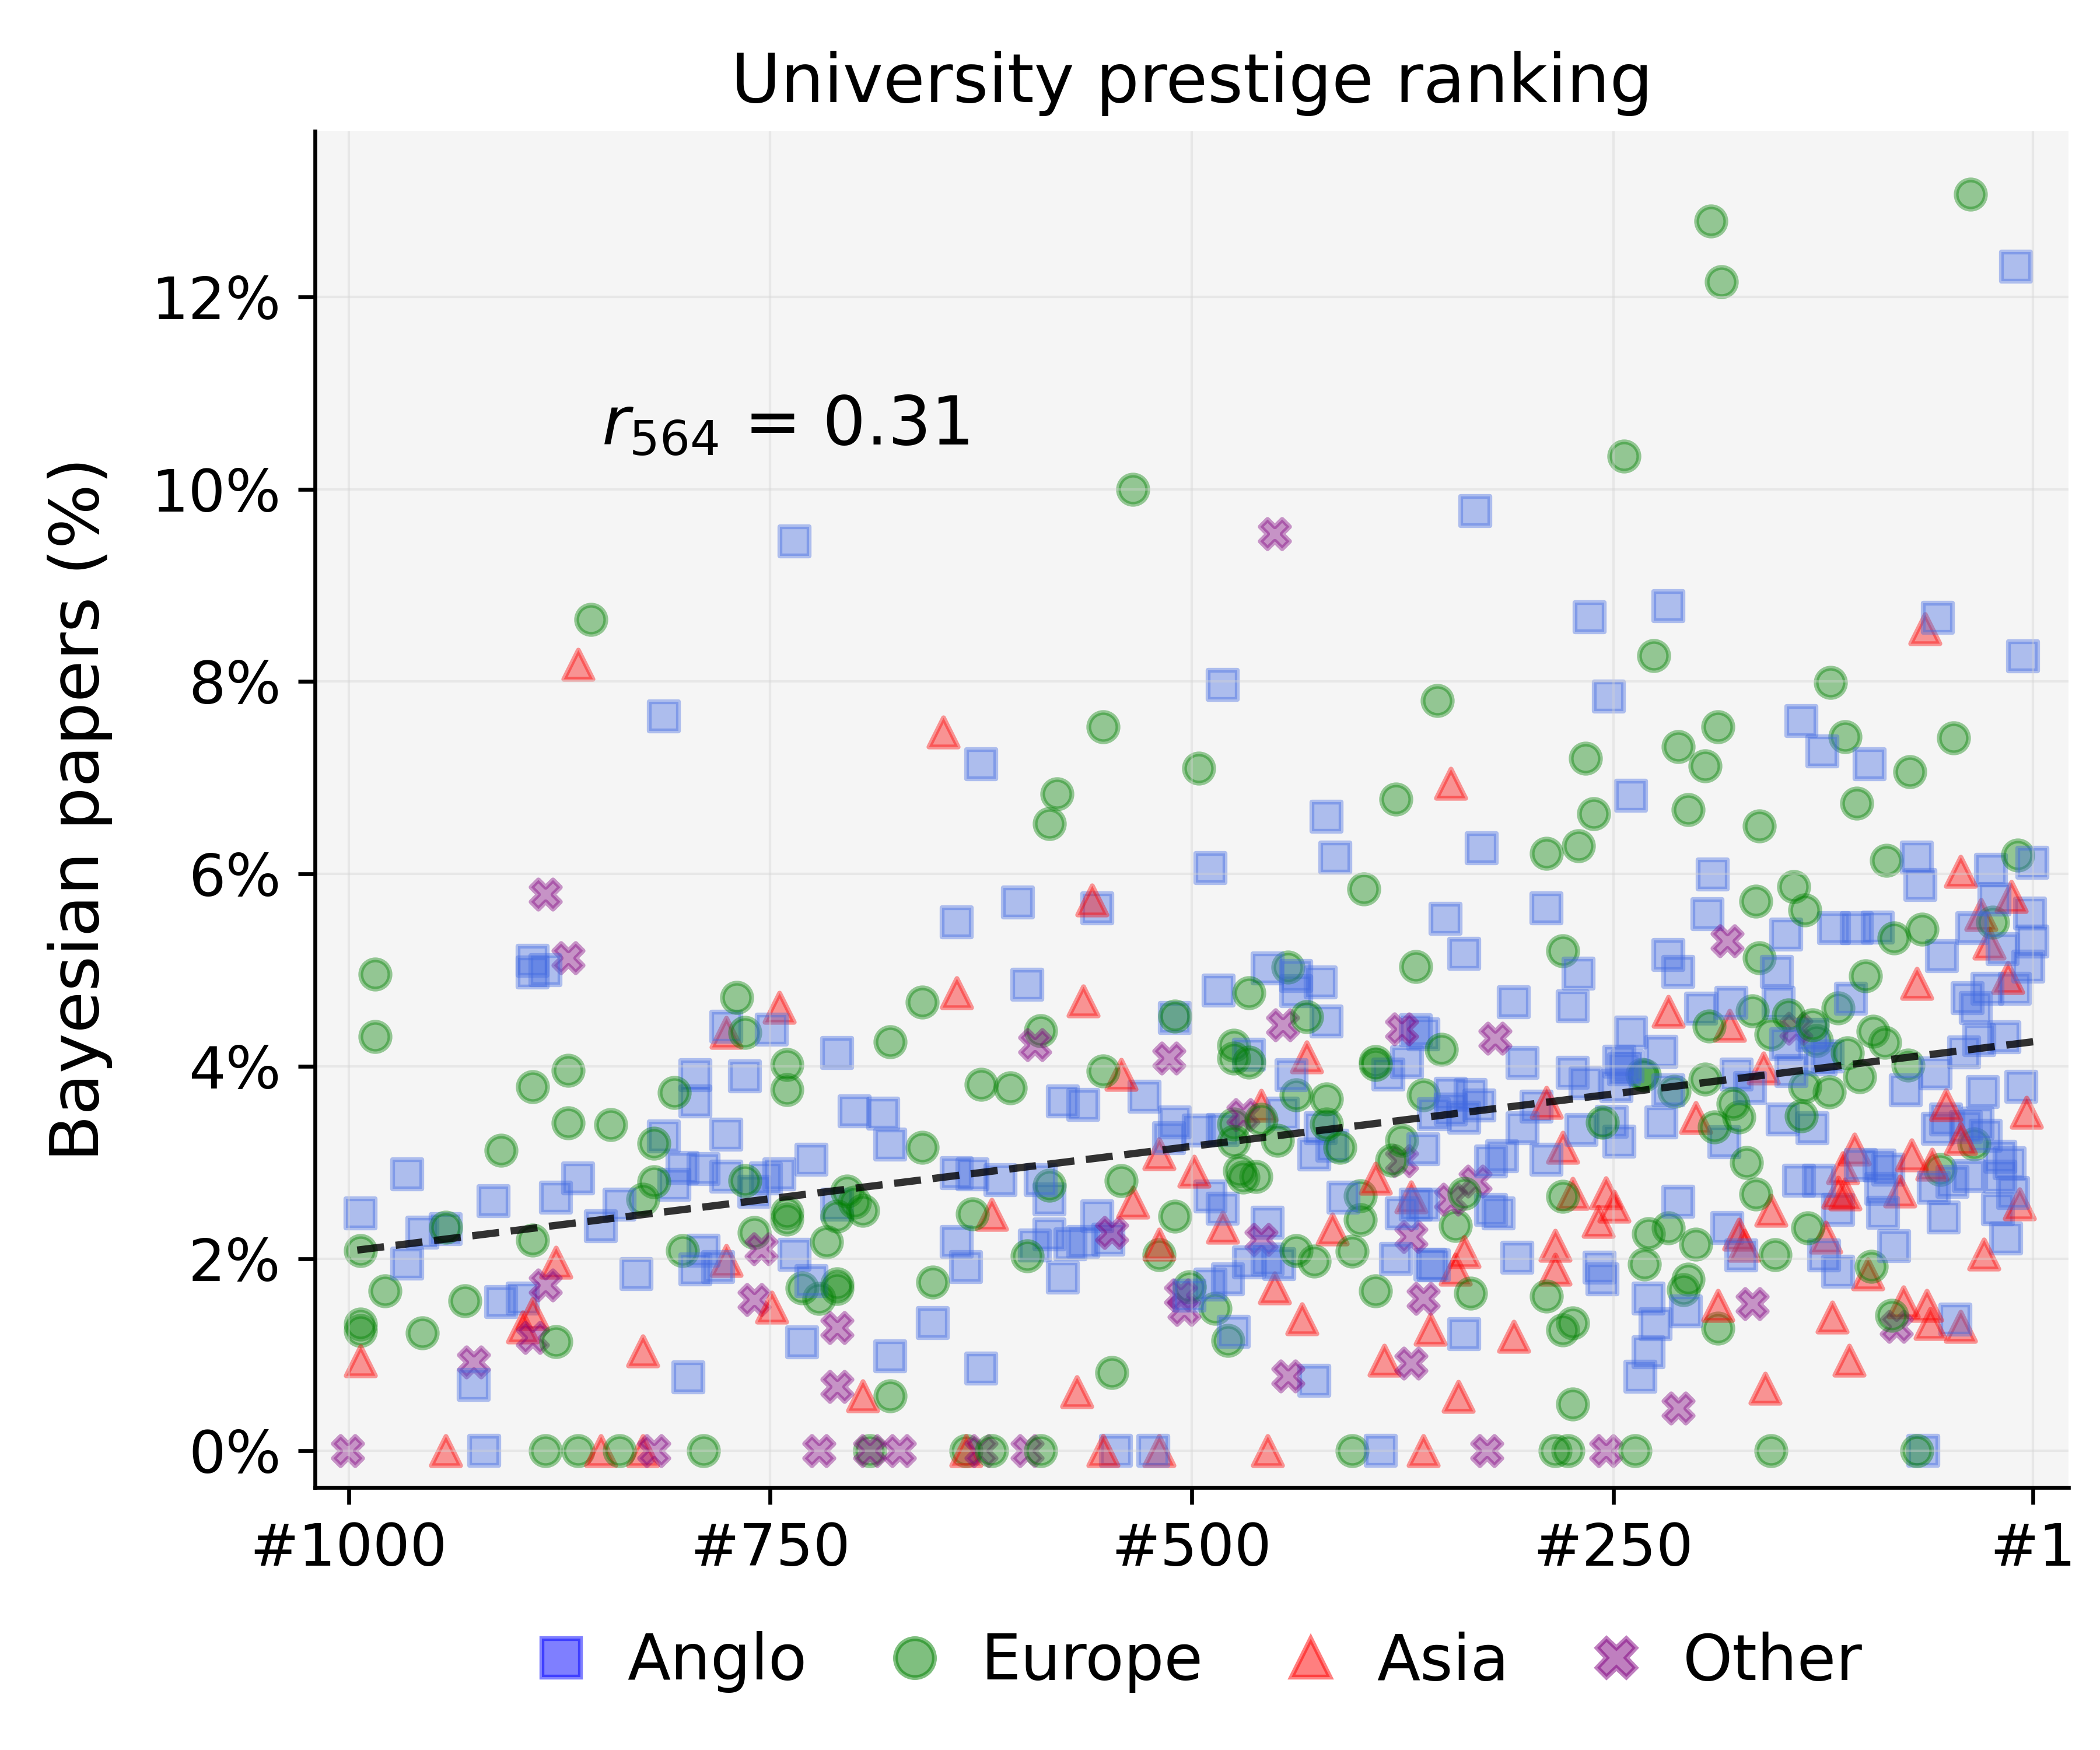 University prestige ranking
Bayesian papers (%)
12%
10%
8%
6%
4%
2%
0%
r564 = 0.31
#1000 #750 #500 #250 #1
Anglo Europe Asia Other